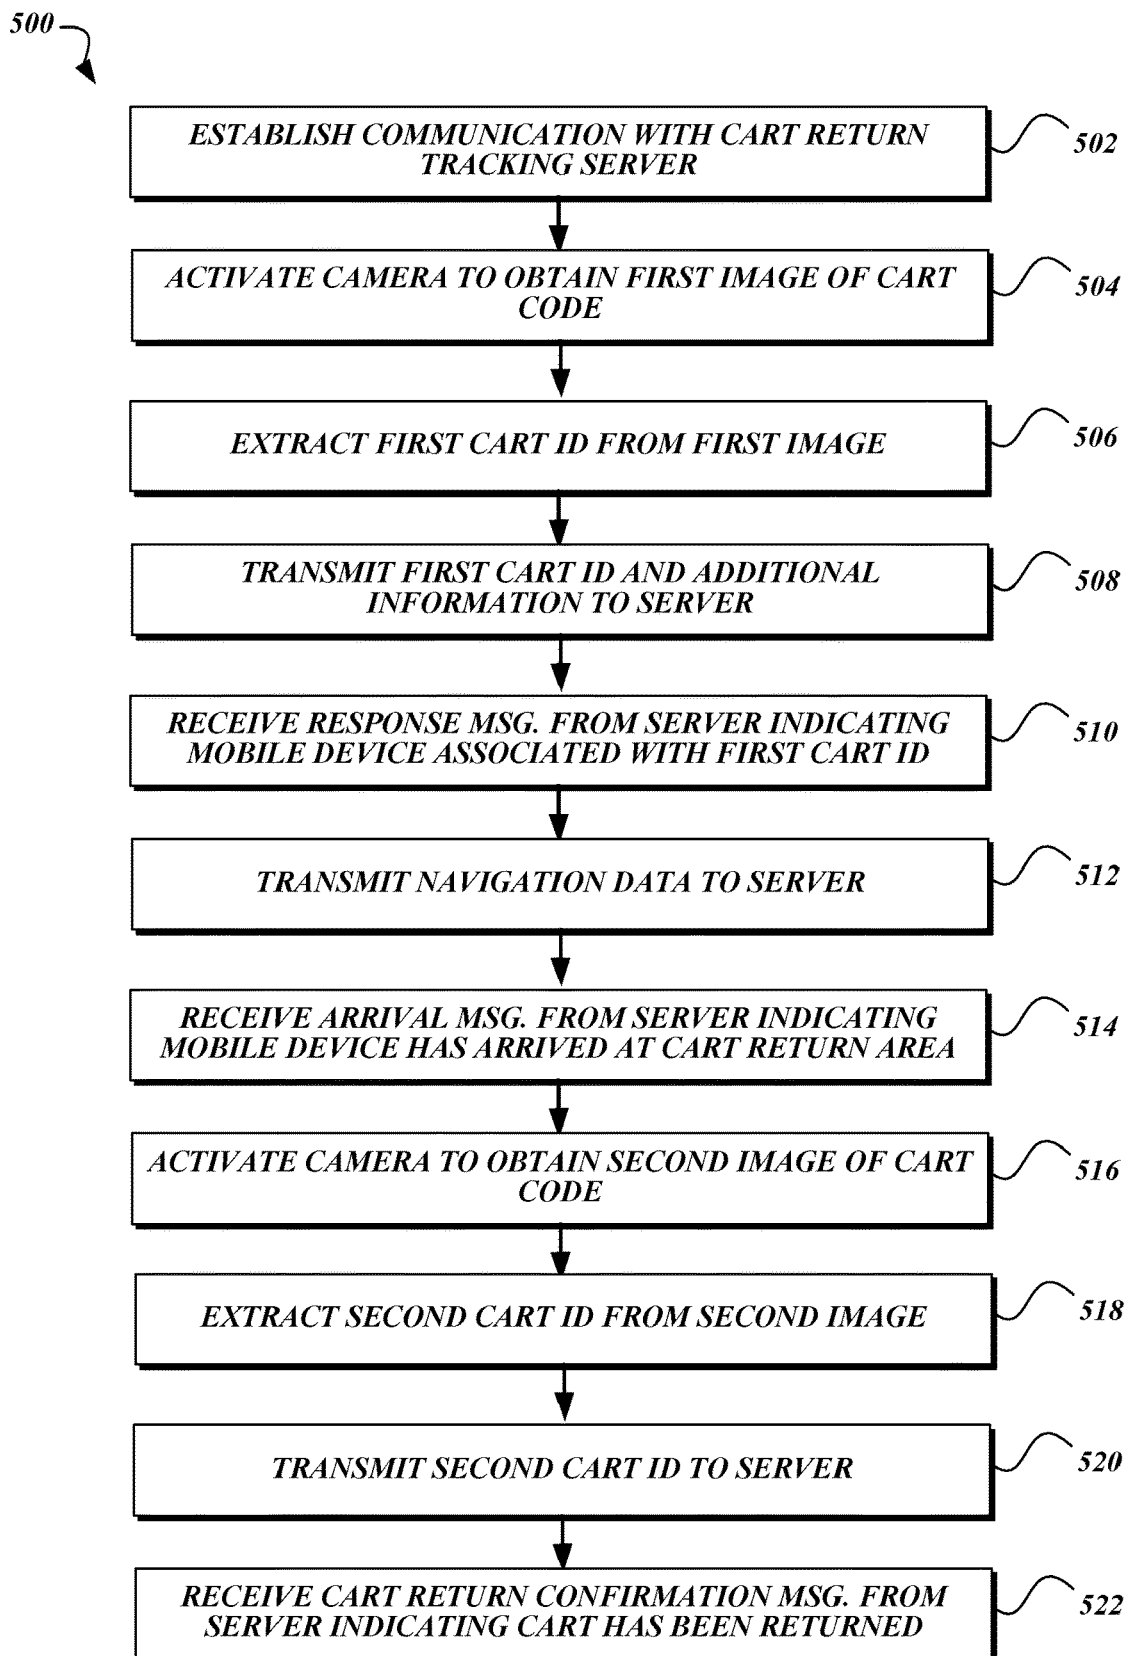 500
ESTABLISH COMMUNICATION WITH CART RETURN
TRACKING SERVER
502
ACTIVATE CAMERA TO OBTAIN FIRST IMAGE OF CART
CODE
504
EXTRACT FIRST CART ID FROM FIRST IMAGE
506
TRANSMIT FIRST CART ID AND ADDITIONAL
INFORMATION TO SERVER
508
RECEIVE RESPONSE MSG. FROM SERVER INDICATING
MOBILE DEVICE ASSOCIATED WITH FIRST CART ID
510
TRANSMIT NAVIGATION DATA TO SERVER
512
RECEIVE ARRIVAL MSG. FROM SERVER INDICATING
MOBILE DEVICE HAS ARRIVED AT CART RETURN AREA
514
ACTIVATE CAMERA TO OBTAIN SECOND IMAGE OF CART
CODE
516
EXTRACT SECOND CART ID FROM SECOND IMAGE
518
TRANSMIT SECOND CART ID TO SERVER
520
RECEIVE CART RETURN CONFIRMATION MSG. FROM
SERVER INDICATING CART HAS BEEN RETURNED
522